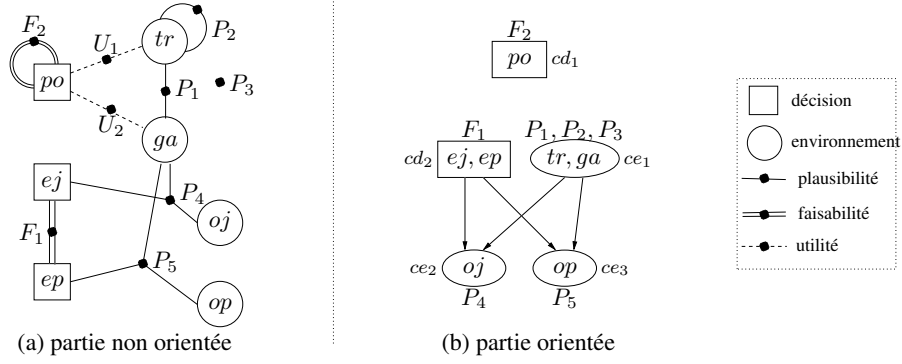 F2
U1
tr
P2
po
P3
P1
U2
ga
ej
P4
oj
F1
P5
ep
op
(a) partie non orientée
F2
po cd1
F1 P1, P2, P3
cd2 ej, ep tr, ga ce1
ce2 oj op ce3
P4 P5
(b) partie orientée
décision
environnement
plausibilité
faisabilité
utilité